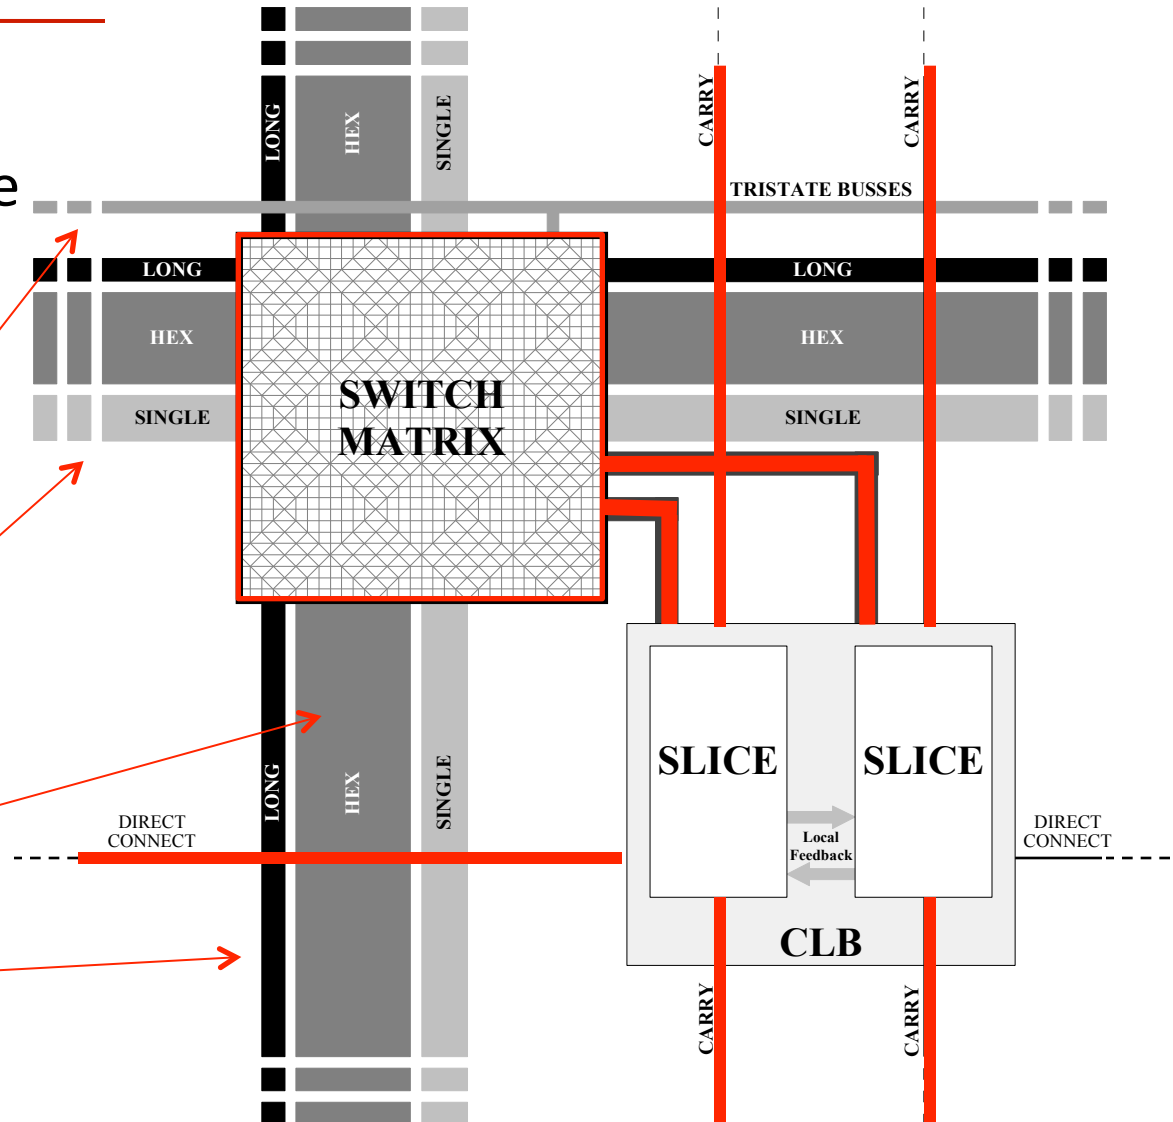 LONG
HEX
SINGLE
CARRY
CARRY
e
TRISTATE BUSSES
LONG
LONG
HEX
HEX
SINGLE
SINGLE
SWITCH
MATRIX
LONG
HEX
SINGLE
SLICE
SLICE
DIRECT
CONNECT
Local
Feedback
DIRECT
CONNECT
CLB
CARRY
CARRY